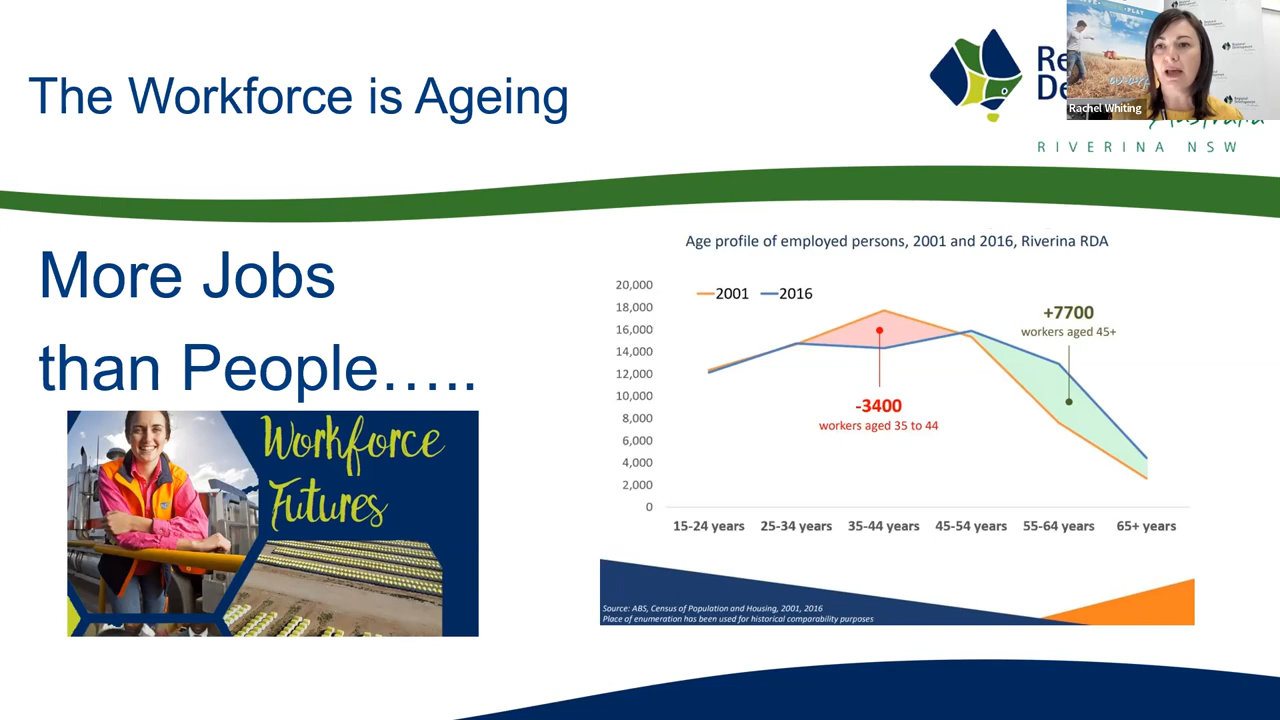 The Workforce is Ageing
Rachel Whiting
RIVERINA NSW
More Jobs
than People…..
Workforce
Futures
Age profile of employed persons, 2001 and 2016, Riverina RDA
20,000
18,000
16,000
14,000
12,000
10,000
8,000
6,000
4,000
2,000
0
2001 2016
+7700
workers aged 45+
-3400
workers aged 35 to 44
15-24 years 25-34 years 35-44 years 45-54 years 55-64 years 65+ years
Source: ABS, Census of Population and Housing, 2001, 2016
Place of enumeration has been used for historical comparability purposes